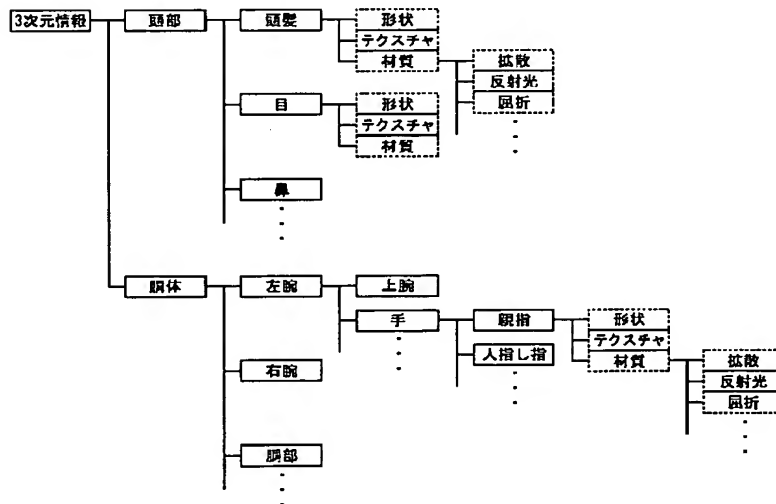 3次元情報
頭部
頭髪
形状
テクスチャ
材質
拡散
反射光
屈折
目
形状
テクスチャ
材質
鼻
胴体
左腕
上腕
手
親指
形状
テクスチャ
材質
拡散
反射光
屈折
人指し指
右腕
胴部